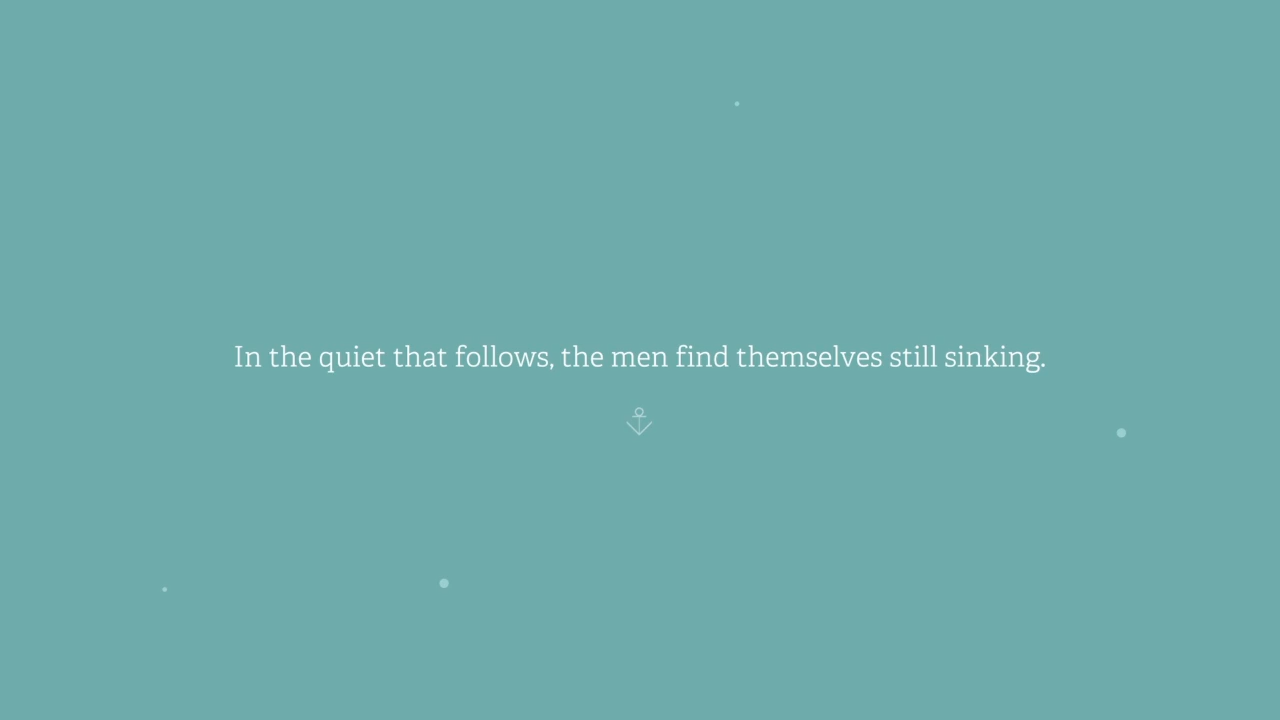 In the quiet that follows, the men find themselves still sinking.